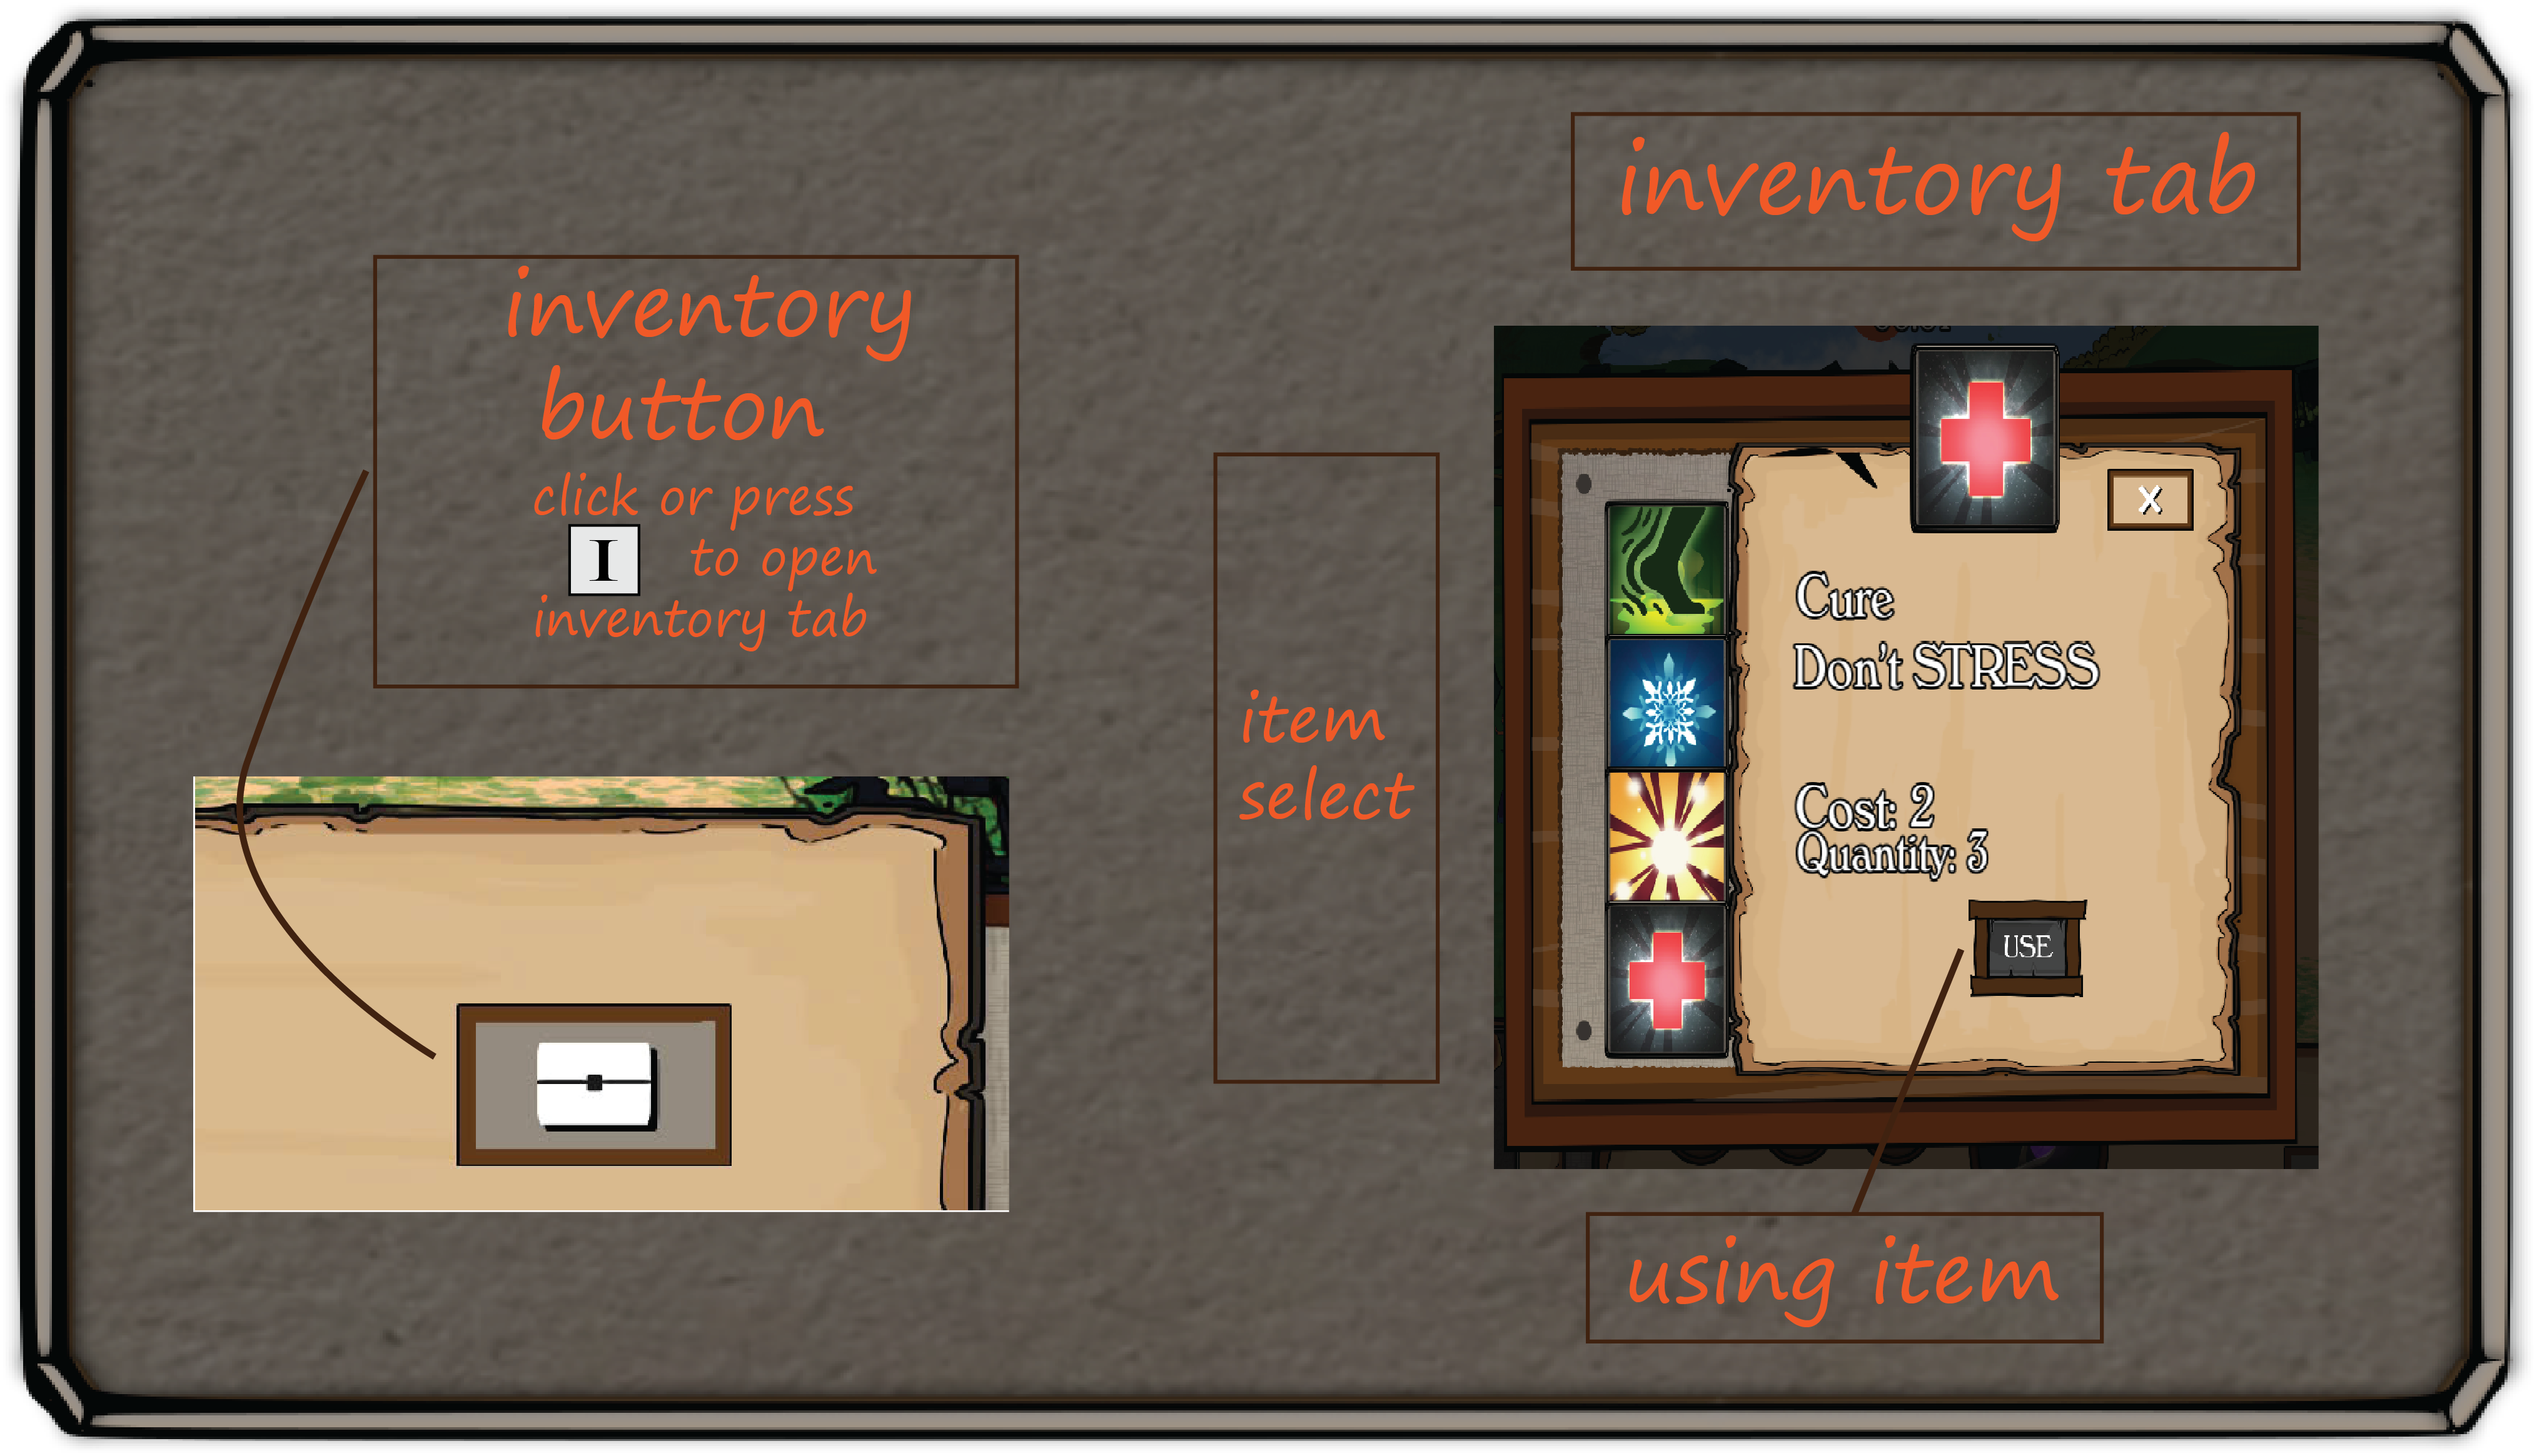 inventory tab
inventory
button
click or press
I to open
inventory tab
item
select
X
Cure
Don't STRESS
Cost: 2
Quantity: 3
USE
using item